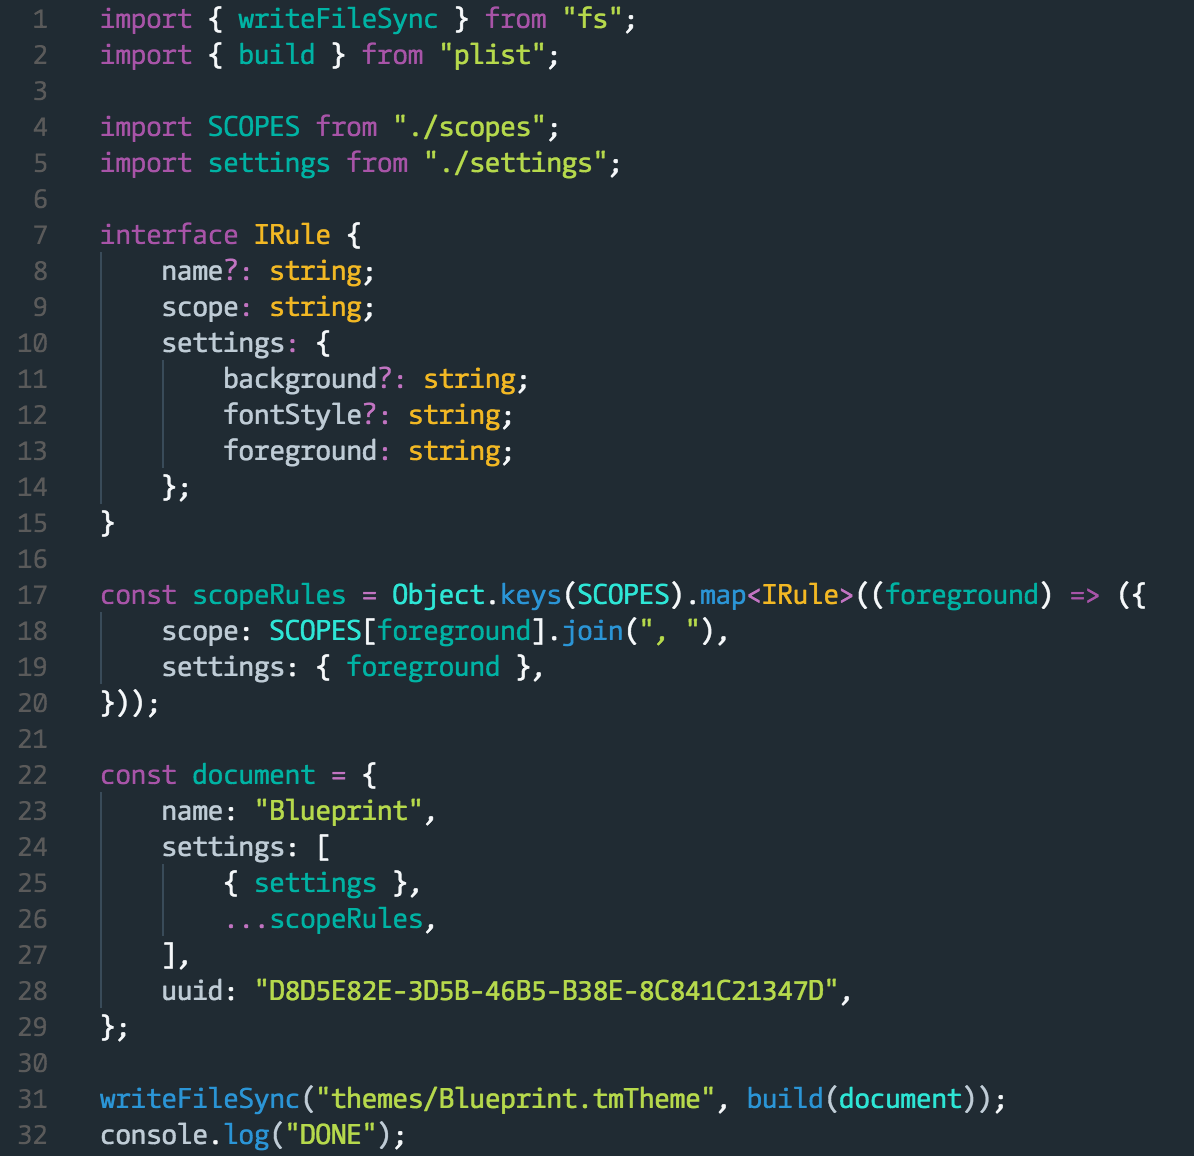 1 import { writeFileSync } from "fs";
2 import { build } from "plist";
3
4 import SCOPES from "./scopes";
5 import settings from "./settings";
6
7 interface IRule {
8     name?: string;
9     scope: string;
10     settings: {
11         background?: string;
12         fontStyle?: string;
13         foreground: string;
14     };
15 }
16
17 const scopeRules = Object.keys(SCOPES).map<IRule>((foreground) => ({
18     scope: SCOPES[foreground].join(", "),
19     settings: { foreground },
20 }));
21
22 const document = {
23     name: "Blueprint",
24     settings: [
25         { settings },
26         ...scopeRules,
27     ],
28     uuid: "D8D5E82E-3D5B-46B5-B38E-8C841C21347D",
29 };
30
31 writeFileSync("themes/Blueprint.tmTheme", build(document));
32 console.log("DONE");